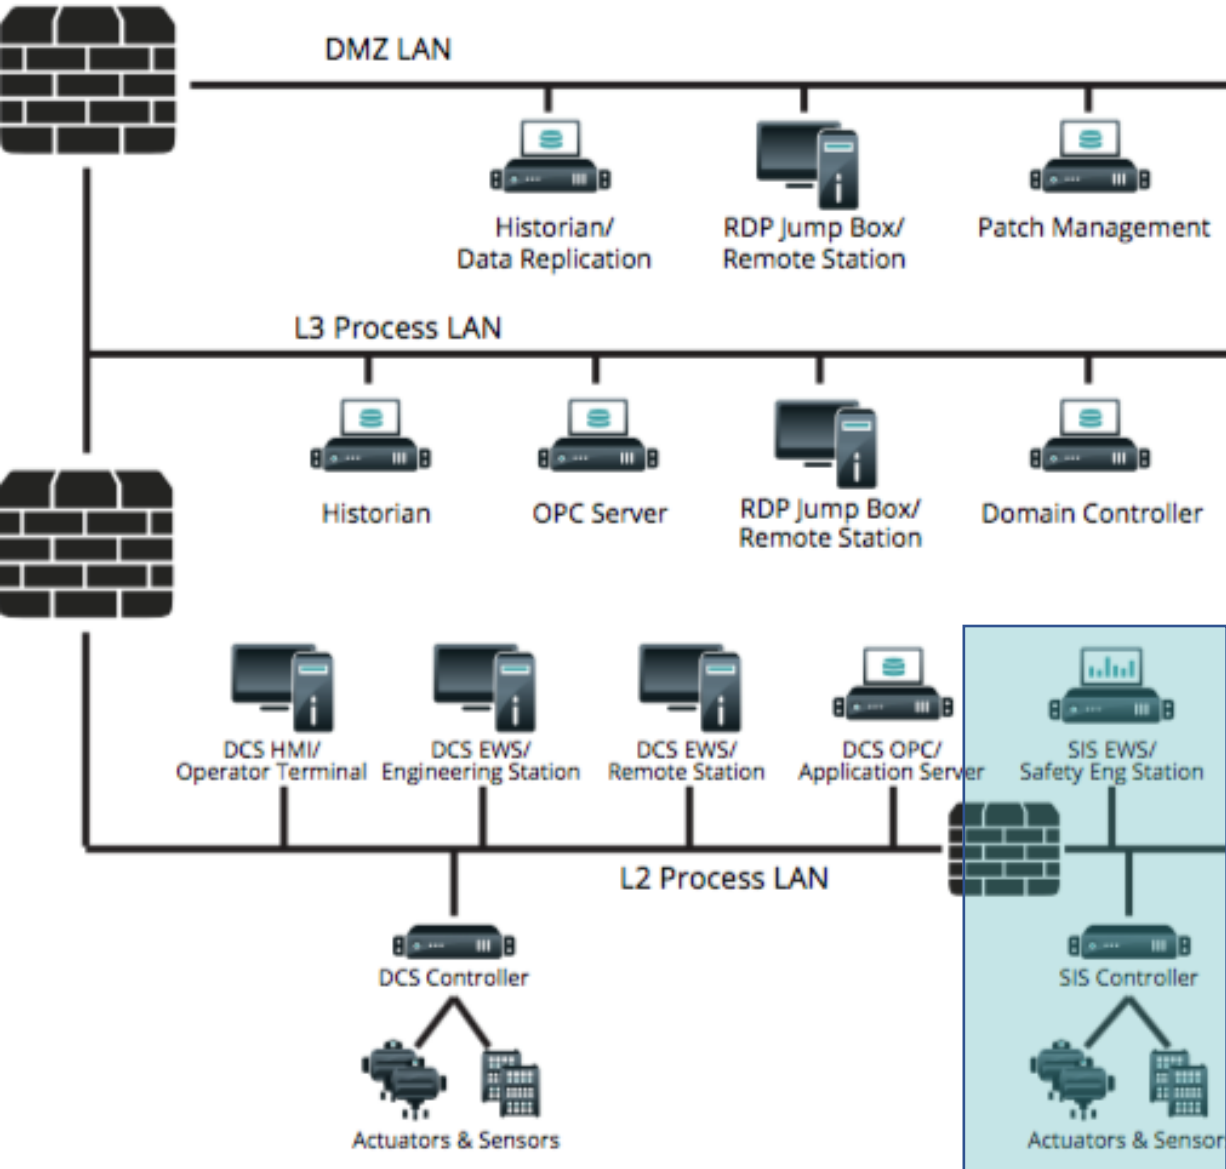 DMZ LAN
Historian/
Data Replication
RDP Jump Box/
Remote Station
Patch Management
L3 Process LAN
Historian
OPC Server
RDP Jump Box/
Remote Station
Domain Controller
DCS HMI/
Operator Terminal
DCS EWS/
Engineering Station
DCS EWS/
Remote Station
DCS OPC/
Application Server
SIS EWS/
Safety Eng Station
L2 Process LAN
DCS Controller
SIS Controller
Actuators & Sensors
Actuators & Sensor